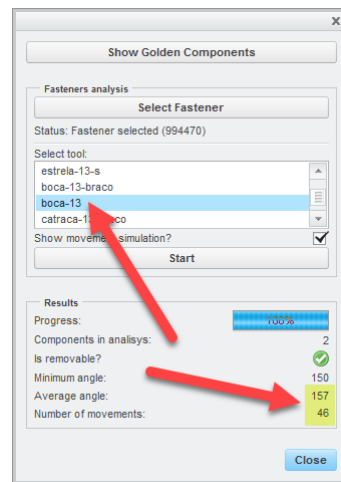 x
Show Golden Components
Fasteners analysis
Select Fastener
Status: Fastener selected (994470)
Select tool:
estrela-13-s
boca-13-braco
boca-13
Show movement simulation?
Start
Results
Progress: 100%
Components in analisys: 2
Is removable?
Minimum angle: 150
Average angle: 157
Number of movements: 46
Close